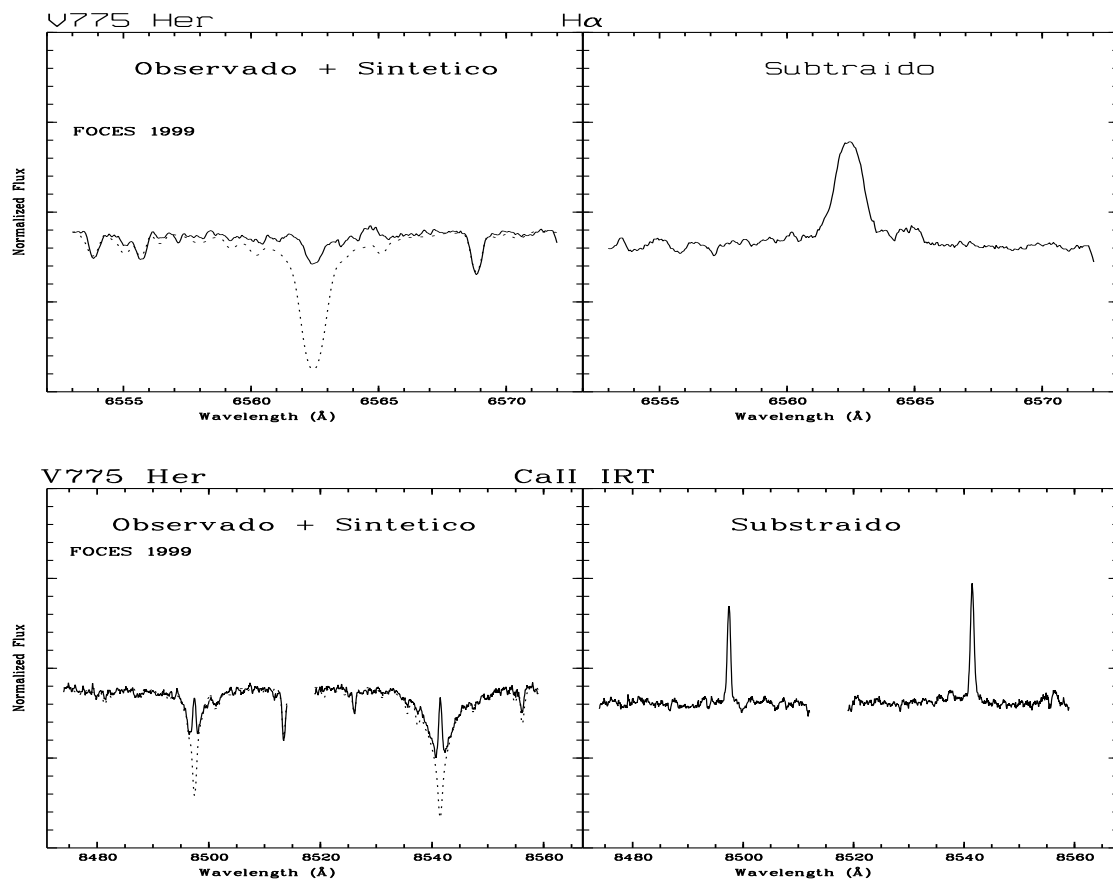 V775 Her Hα
Observado + Sintetico
Subtraido
FOCES 1999
Normalized Flux
6555 6560 6565 6570
6555 6560 6565 6570
Wavelength (Å)
Wavelength (Å)
V775 Her CaII IRT
Observado + Sintetico
Substraido
FOCES 1999
Normalized Flux
8480 8500 8520 8540 8560
8480 8500 8520 8540 8560
Wavelength (Å)
Wavelength (Å)